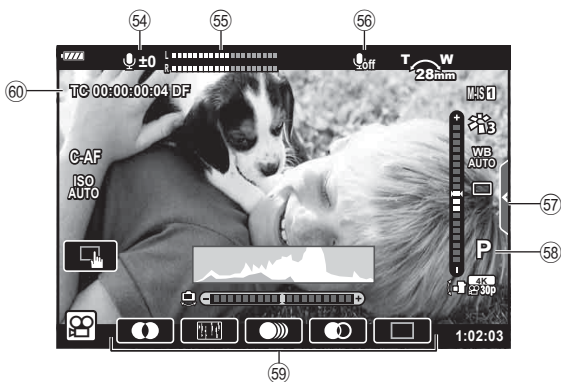 54 55 56
±0 L R off T W
28mm
60 TC 00:00:00:04 DF
M-IS 1
3
C-AF
WB AUTO
ISO AUTO
57
P 58
4K 30p
1:02:03
59